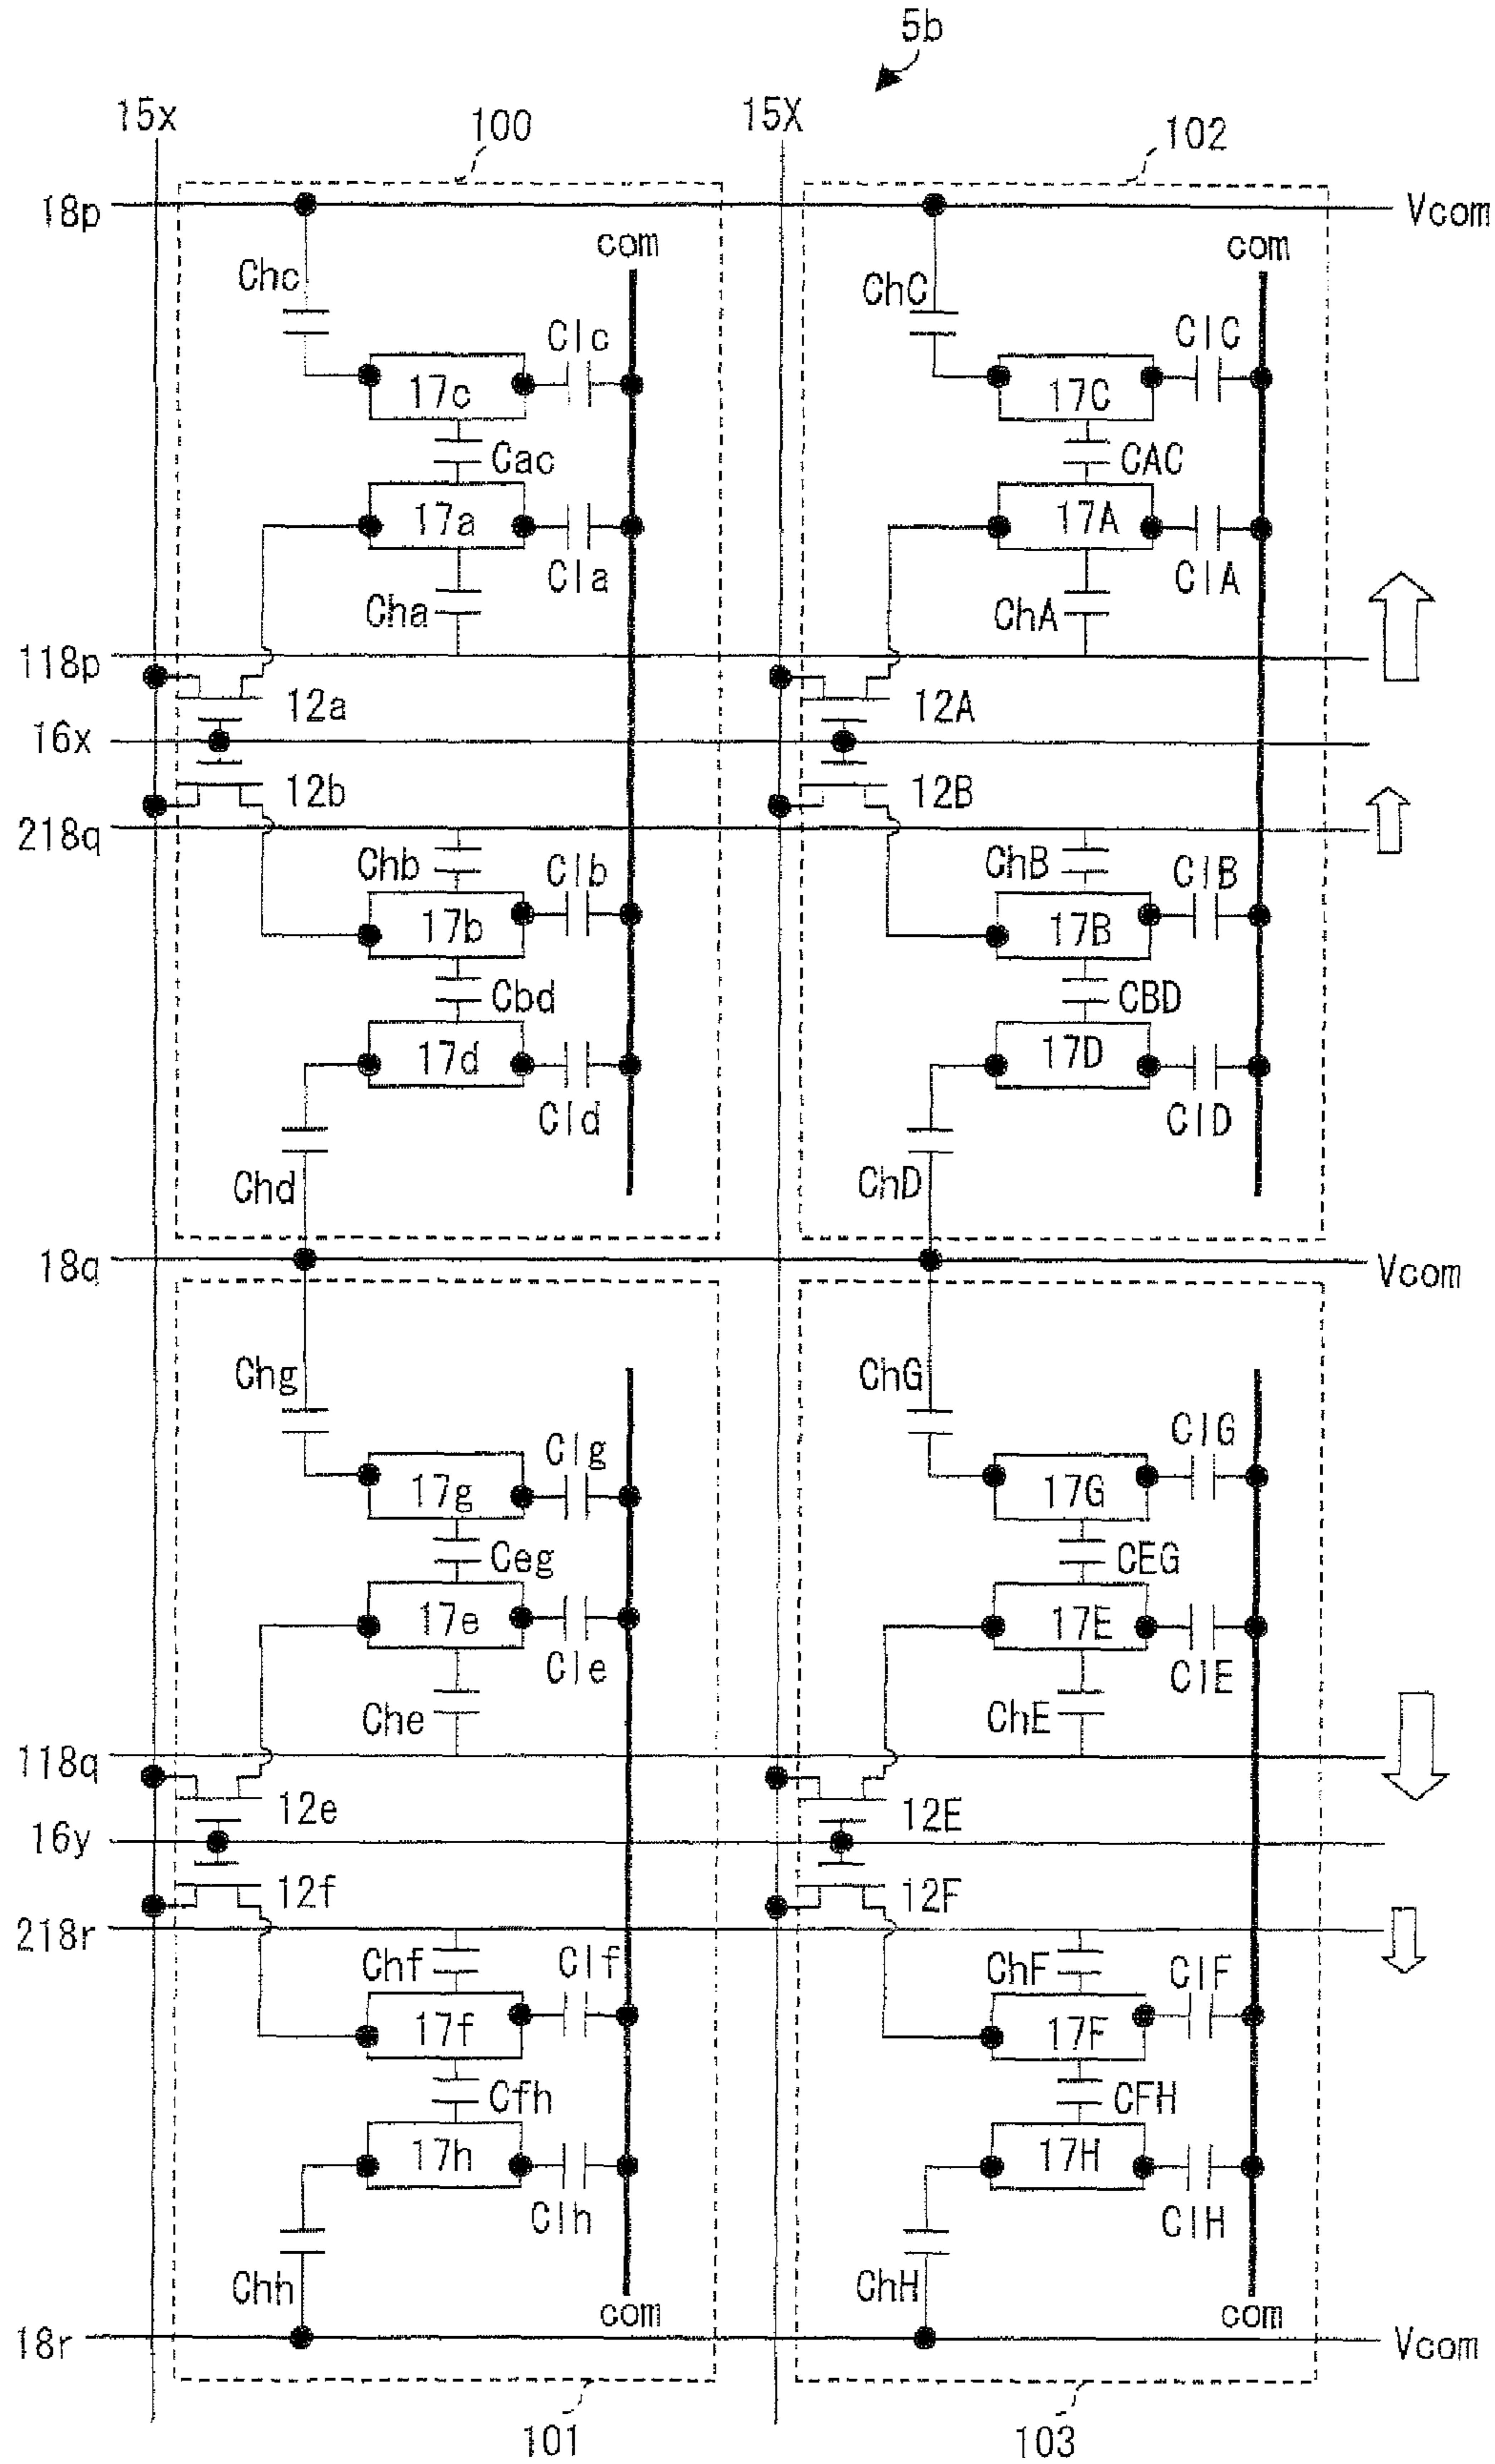 5b
15x
100
15X
102
18p
Vcom
com
com
Chc
ChC
Clc
ClC
17c
17C
Cac
CAC
17a
17A
Cla
ClA
Cha
ChA
118p
12a
12A
16x
12b
12B
218q
Chb
Clb
ChB
ClB
17b
17B
Cbd
CBD
17d
17D
Cld
ClD
Chd
ChD
18q
Vcom
Chg
ChG
Clg
ClG
17g
17G
Ceg
CEG
17e
17E
Cle
ClE
Che
ChE
118q
12e
12E
16y
12f
12F
218r
Chf
Clf
ChF
ClF
17f
17F
Cfh
CFH
17h
17H
Clh
ClH
Chh
ChH
com
com
18r
Vcom
101
103